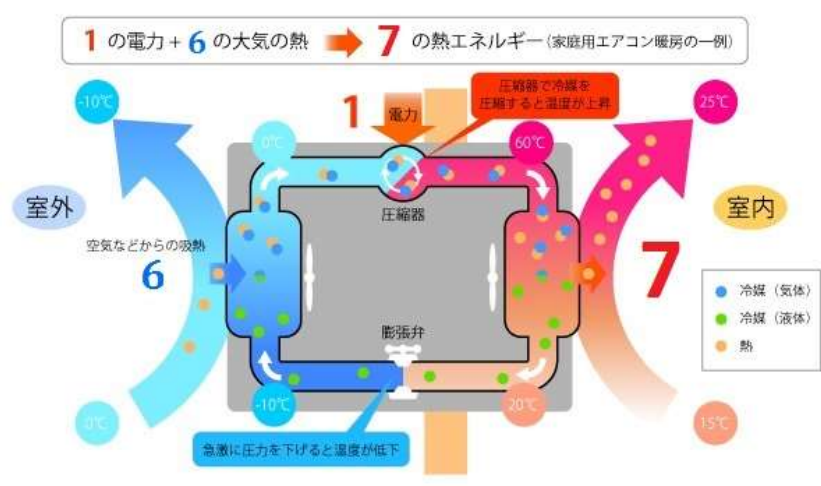 1 の電力 + 6 の大気の熱 7 の熱エネルギー(家庭用エアコン暖房の一例)
-10℃
1
電力
圧縮器で冷媒を
圧縮すると温度が上昇
25℃
0℃
60℃
室外
圧縮器
室内
空気などからの吸熱
6
7
冷媒(気体)
冷媒(液体)
熱
膨張弁
-10℃
20℃
0℃
15℃
急激に圧力を下げると温度が低下